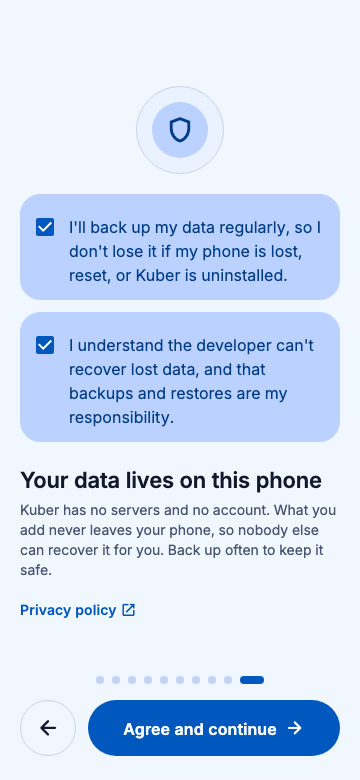 I'll back up my data regularly, so I
don't lose it if my phone is lost,
reset, or Kuber is uninstalled.
I understand the developer can't
recover lost data, and that
backups and restores are my
responsibility.
Your data lives on this phone
Kuber has no servers and no account. What you
add never leaves your phone, so nobody else
can recover it for you. Back up often to keep it
safe.
Privacy policy
Agree and continue